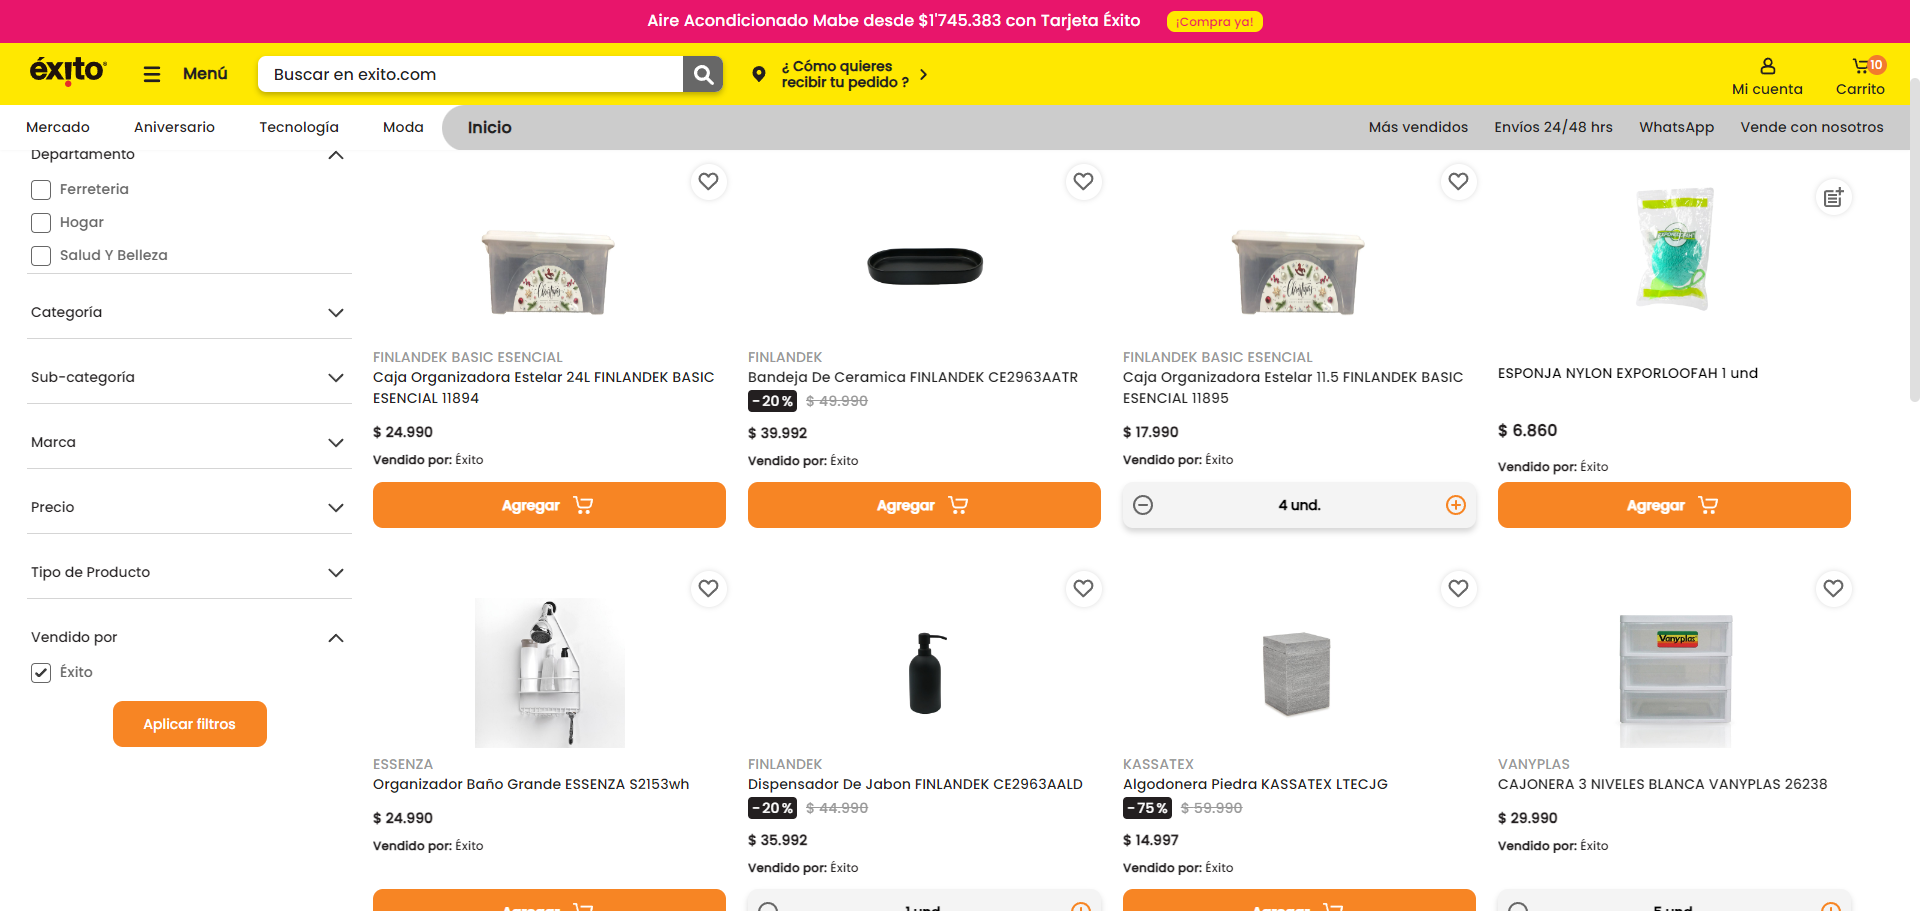 Aire Acondicionado Mabe desde $1'745.383 con Tarjeta Éxito ¡Compra ya!
éxito
Menú
Buscar en exito.com
¿ Cómo quieres
recibir tu pedido ?
Mi cuenta
10
Carrito
Mercado
Aniversario
Tecnología
Moda
Inicio
Más vendidos
Envíos 24/48 hrs
WhatsApp
Vende con nosotros
Departamento
Ferreteria
Hogar
Salud Y Belleza
Categoría
Sub-categoría
Marca
Precio
Tipo de Producto
Vendido por
Éxito
Aplicar filtros
Christmas
FINLANDEK BASIC ESENCIAL
Caja Organizadora Estelar 24L FINLANDEK BASIC
ESENCIAL 11894
$ 24.990
Vendido por: Éxito
Agregar
FINLANDEK
Bandeja De Ceramica FINLANDEK CE2963AATR
-20% $ 49.990
$ 39.992
Vendido por: Éxito
Agregar
Christmas
FINLANDEK BASIC ESENCIAL
Caja Organizadora Estelar 11.5 FINLANDEK BASIC
ESENCIAL 11895
$ 17.990
Vendido por: Éxito
4 und.
ESPONJA NYLON EXPORLOOFAH 1 und
$ 6.860
Vendido por: Éxito
Agregar
ESSENZA
Organizador Baño Grande ESSENZA S2153wh
$ 24.990
Vendido por: Éxito
Agregar
FINLANDEK
Dispensador De Jabon FINLANDEK CE2963AALD
-20% $ 44.990
$ 35.992
Vendido por: Éxito
1 und.
KASSATEX
Algodonera Piedra KASSATEX LTECJG
-75% $ 59.990
$ 14.997
Vendido por: Éxito
Agregar
Vanyplas
VANYPLAS
CAJONERA 3 NIVELES BLANCA VANYPLAS 26238
$ 29.990
Vendido por: Éxito
5 und.